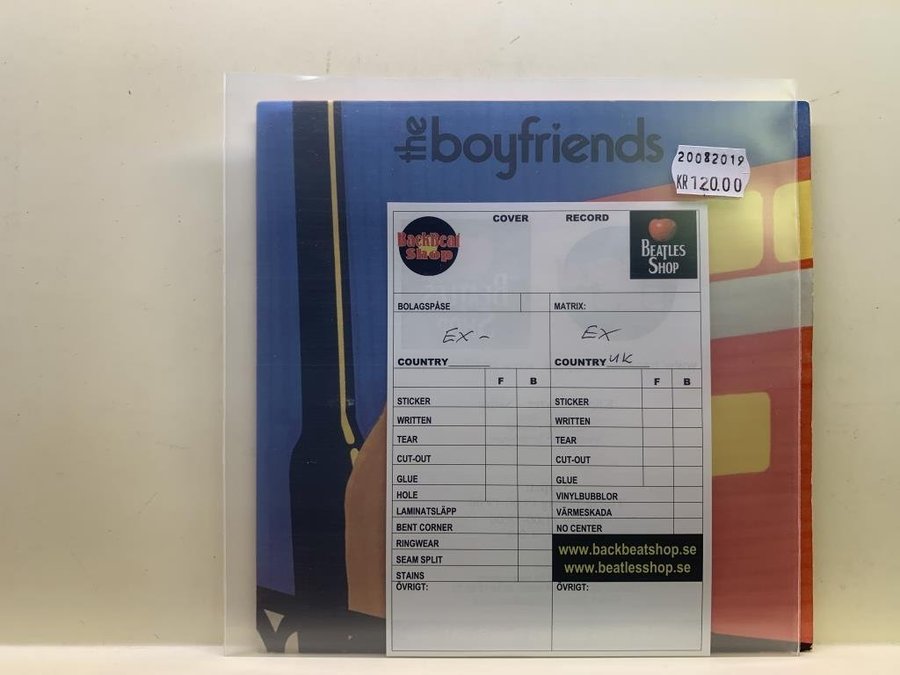 the boyfriends
20082019
KR 120.00
COVER RECORD
BackBeat Shop
BEATLES SHOP
BOLAGSPÅSE MATRIX:
EX- EX
COUNTRY______ COUNTRY UK
F B F B
STICKER STICKER
WRITTEN WRITTEN
TEAR TEAR
CUT-OUT CUT-OUT
GLUE GLUE
HOLE VINYLBUBBLOR
LAMINATSLÄPP VÄRMESKADA
BENT CORNER NO CENTER
RINGWEAR
SEAM SPLIT
STAINS
www.backbeatshop.se
www.beatlesshop.se
ÖVRIGT: ÖVRIGT: